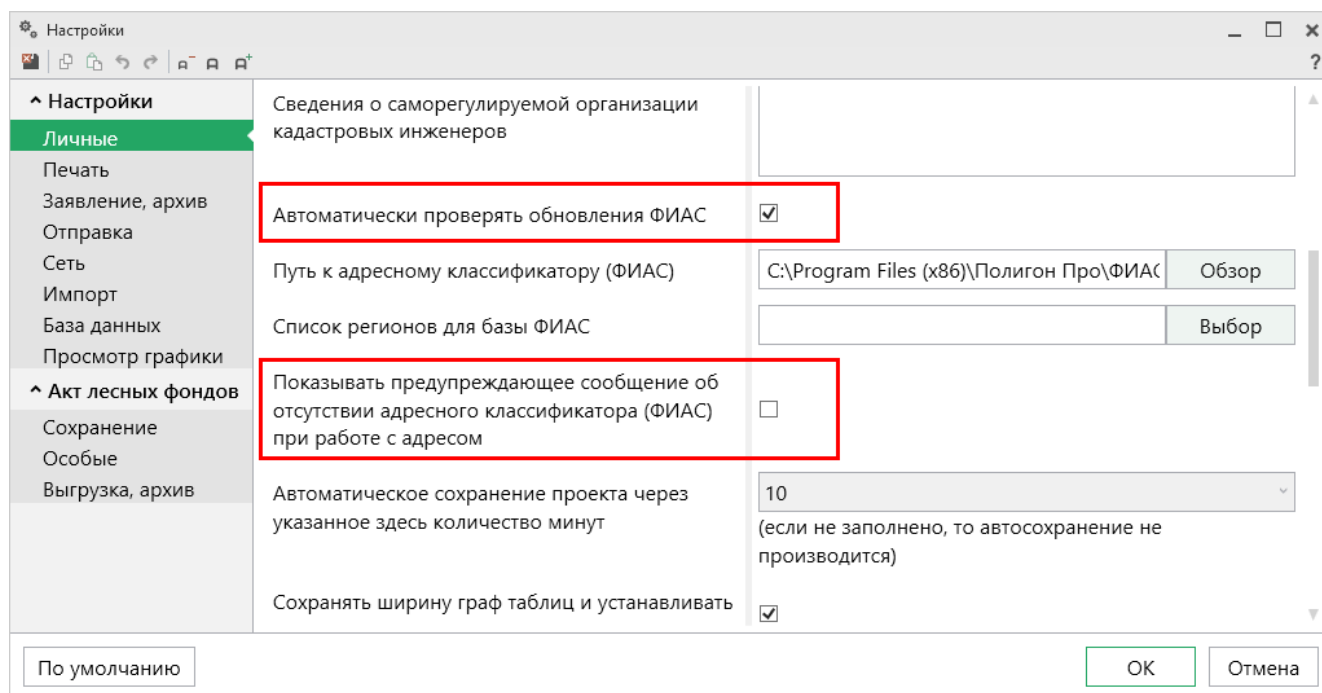 Настройки
?
Настройки
Личные
Печать
Заявление, архив
Отправка
Сеть
Импорт
База данных
Просмотр графики
Акт лесных фондов
Сохранение
Особые
Выгрузка, архив
Сведения о саморегулируемой организации
кадастровых инженеров
Автоматически проверять обновления ФИАС
Путь к адресному классификатору (ФИАС)
C:\Program Files (x86)\Полигон Про\ФИАС
Обзор
Список регионов для базы ФИАС
Выбор
Показывать предупреждающее сообщение об
отсутствии адресного классификатора (ФИАС)
при работе с адресом
Автоматическое сохранение проекта через
указанное здесь количество минут
10
(если не заполнено, то автосохранение не
производится)
Сохранять ширину граф таблиц и устанавливать
По умолчанию
ОК
Отмена